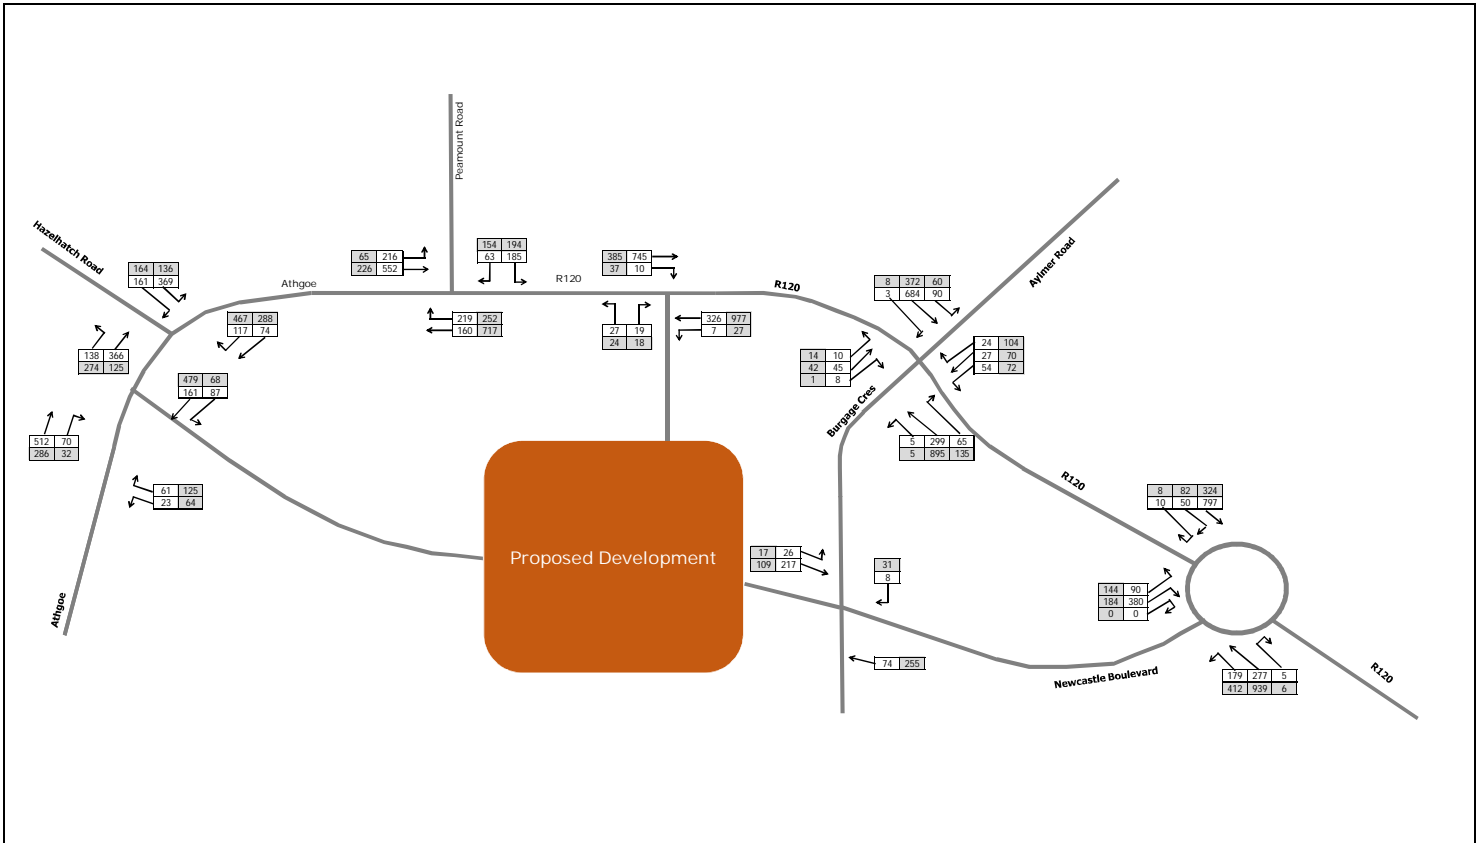 Peamount Road
Hazelhatch Road
154 194
63 185
65 216
226 552
385 745
37 10
164 136
161 369
Athgoe
R120
R120
Aylmer Road
8 372 60
3 684 90
467 288
117 74
219 252
160 717
27 19
24 18
326 977
7 27
138 366
274 125
14 10
42 45
1 8
24 104
27 70
54 72
479 68
161 87
Burgage Cres
512 70
286 32
5 299 65
5 895 135
R120
61 125
23 64
8 82 324
10 50 797
Proposed Development
17 26
109 217
31
8
144 90
184 380
0 0
Athgoe
74 255
Newcastle Boulevard
179 277 5
412 939 6
R120